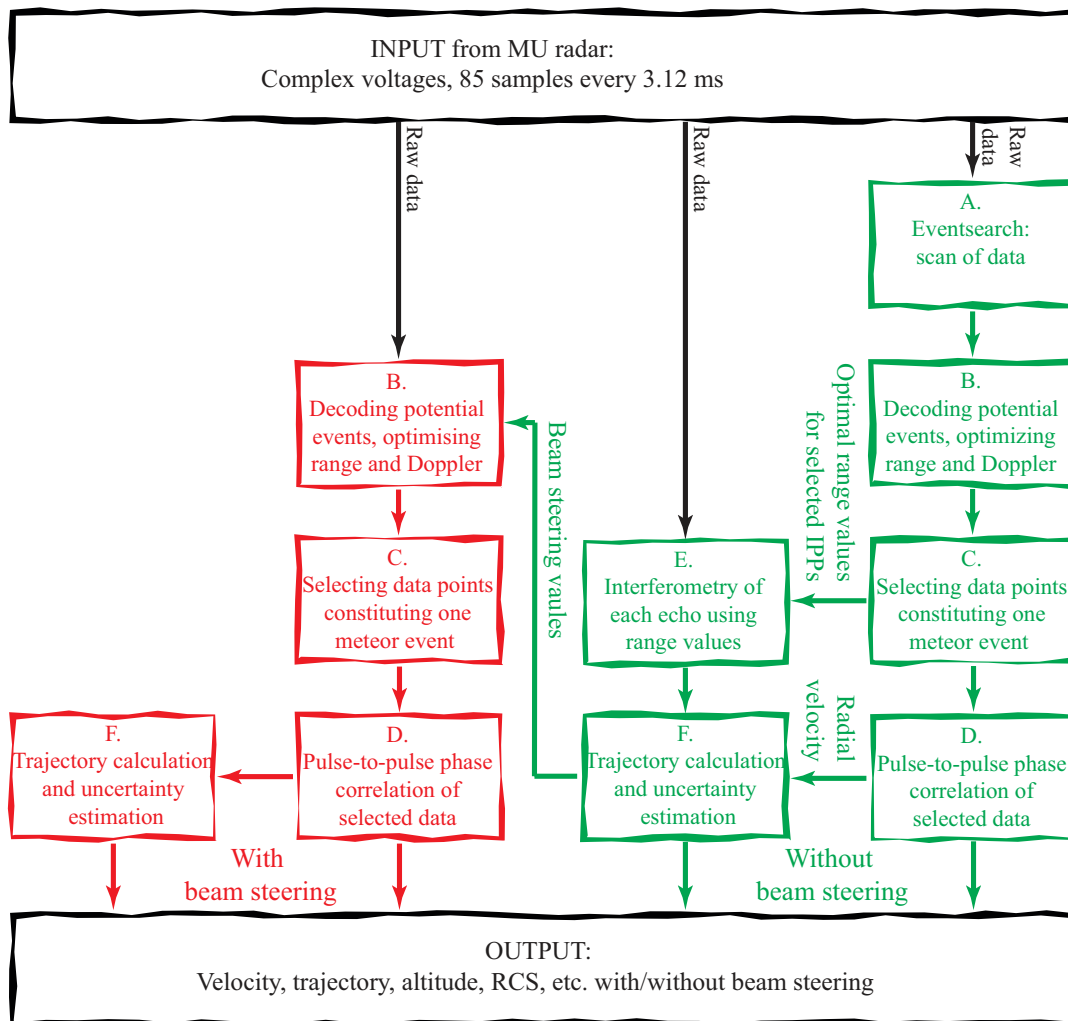 INPUT from MU radar:
Complex voltages, 85 samples every 3.12 ms
Raw data
Raw data
Raw
data
A.
Eventsearch:
scan of data
B.
Decoding potential
events, optimising
range and Doppler
Beam steering vaules
Optimal range values
for selected IPPs
B.
Decoding potential
events, optimizing
range and Doppler
C.
Selecting data points
constituting one
meteor event
E.
Interferometry of
each echo using
range values
C.
Selecting data points
constituting one
meteor event
Radial
velocity
F.
Trajectory calculation
and uncertainty
estimation
D.
Pulse-to-pulse phase
correlation of
selected data
F.
Trajectory calculation
and uncertainty
estimation
D.
Pulse-to-pulse phase
correlation of
selected data
With
beam steering
Without
beam steering
OUTPUT:
Velocity, trajectory, altitude, RCS, etc. with/without beam steering